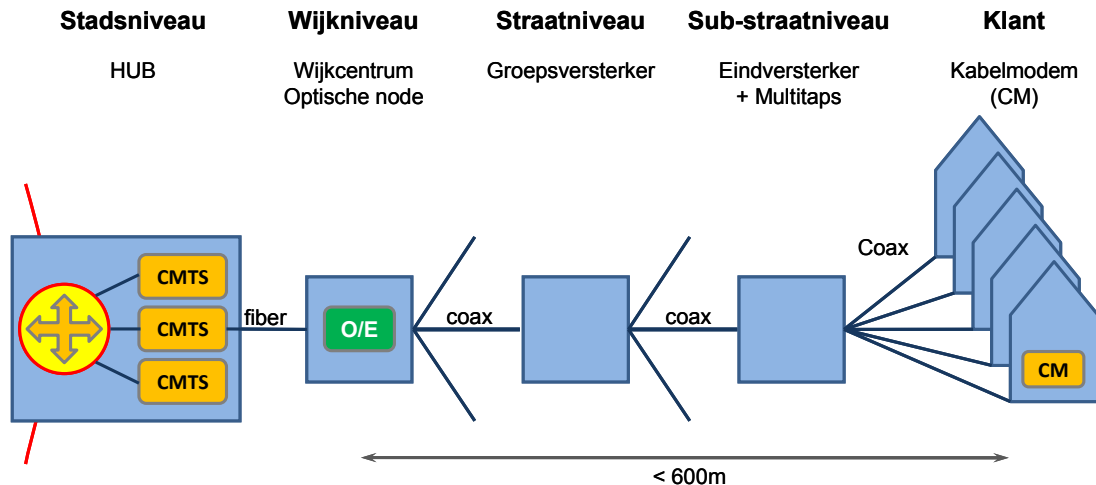 Stadsniveau
Wijkniveau
Straatniveau
Sub-straatniveau
Klant
HUB
Wijkcentrum
Optische node
Groepsversterker
Eindversterker
+ Multitaps
Kabelmodem
(CM)
CMTS
CMTS
CMTS
fiber
O/E
coax
coax
Coax
CM
< 600m